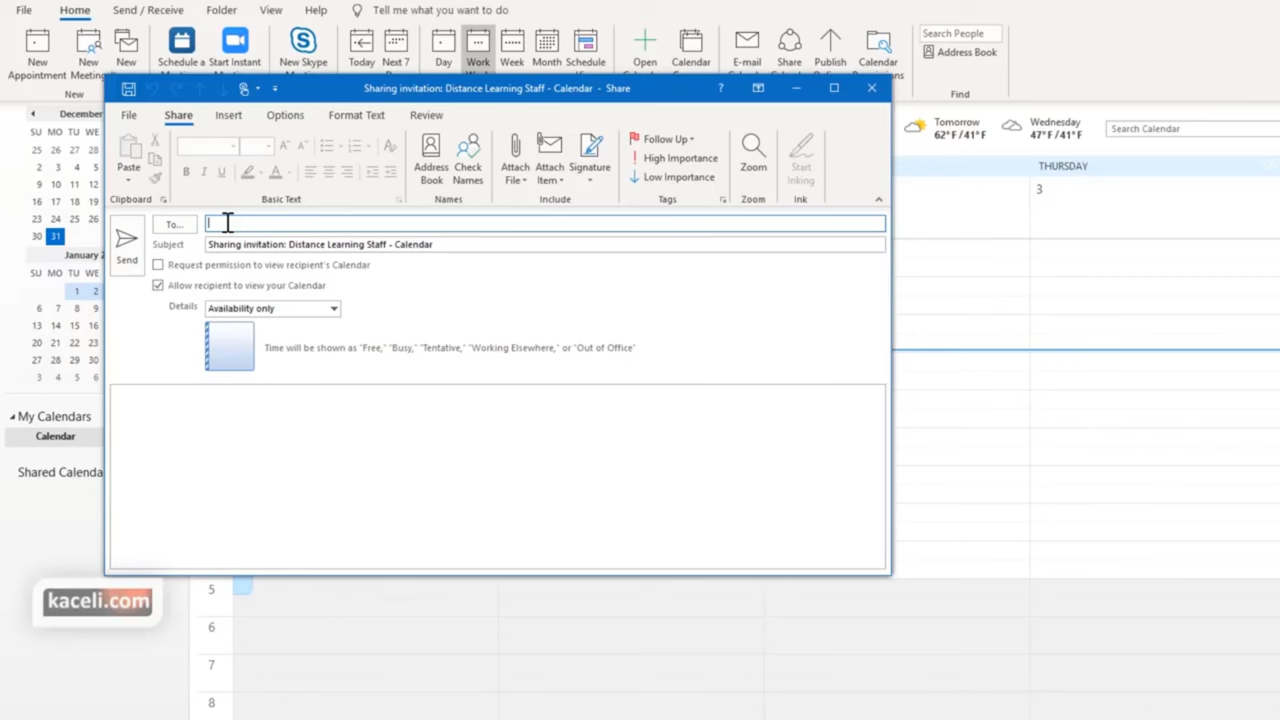 File Home Send / Receive Folder View Help Tell me what you want to do
New Appointment
New Meeting
New
Schedule a
Start Instant
New Skype
Today
Next 7
Day
Work
Week
Month
Schedule
Open
Calendar
E-mail
Share
Publish
Calendar
Search People
Address Book
New
Find
Sharing invitation: Distance Learning Staff - Calendar - Share
File Share Insert Options Format Text Review
Paste
B I U A
Address Book
Check Names
Attach File
Attach Item
Signature
Follow Up
High Importance
Low Importance
Zoom
Start Inking
Clipboard Basic Text Names Include Tags Zoom Ink
Send
To...
Subject Sharing invitation: Distance Learning Staff - Calendar
Request permission to view recipient's Calendar
Allow recipient to view your Calendar
Details Availability only
Time will be shown as "Free," "Busy," "Tentative," "Working Elsewhere," or "Out of Office"
December
SU MO TU WE
25 26 27 28
2 3 4 5
9 10 11 12
16 17 18 19
23 24 25 26
30 31
January 2
SU MO TU WE
1 2
6 7 8 9
13 14 15 16
20 21 22 23
27 28 29 30
3 4 5 6
My Calendars
Calendar
Shared Calenda
Tomorrow
62°F/41°F
Wednesday
47°F/41°F
Search Calendar
THURSDAY
3
5
6
7
8
kaceli.com